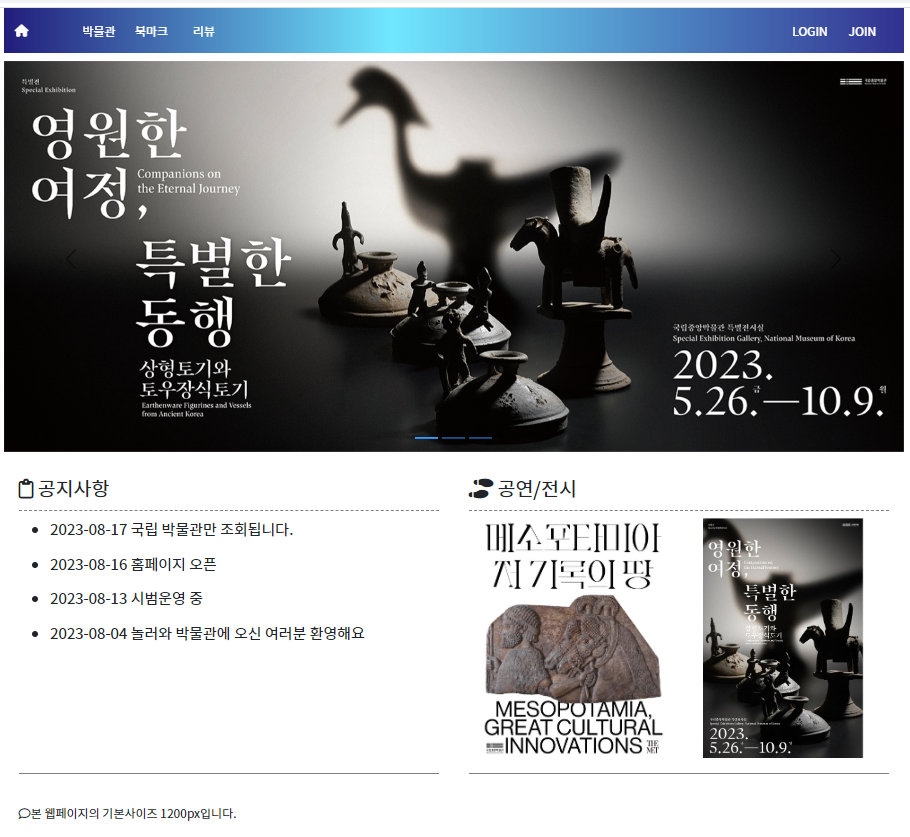 박물관 북마크 리뷰 LOGIN JOIN
특별전
Special Exhibition
영원한
여정,
Companions on
the Eternal Journey
특별한
동행
상형토기와
토우장식토기
Earthenware Figurines and Vessels
from Ancient Korea
국립중앙박물관 특별전시실
Special Exhibition Gallery, National Museum of Korea
2023.
5.26.금—10.9.월
공지사항
2023-08-17 국립 박물관만 조회됩니다.
2023-08-16 홈페이지 오픈
2023-08-13 시범운영 중
2023-08-04 놀러와 박물관에 오신 여러분 환영해요
공연/전시
메소포타미아
저 기록의 땅
MESOPOTAMIA,
GREAT CULTURAL
INNOVATIONS
THE
MET
영원한
여정,
특별한
동행
상형토기와
토우장식토기
2023.
5.26.—10.9.
본 웹페이지의 기본사이즈 1200px입니다.